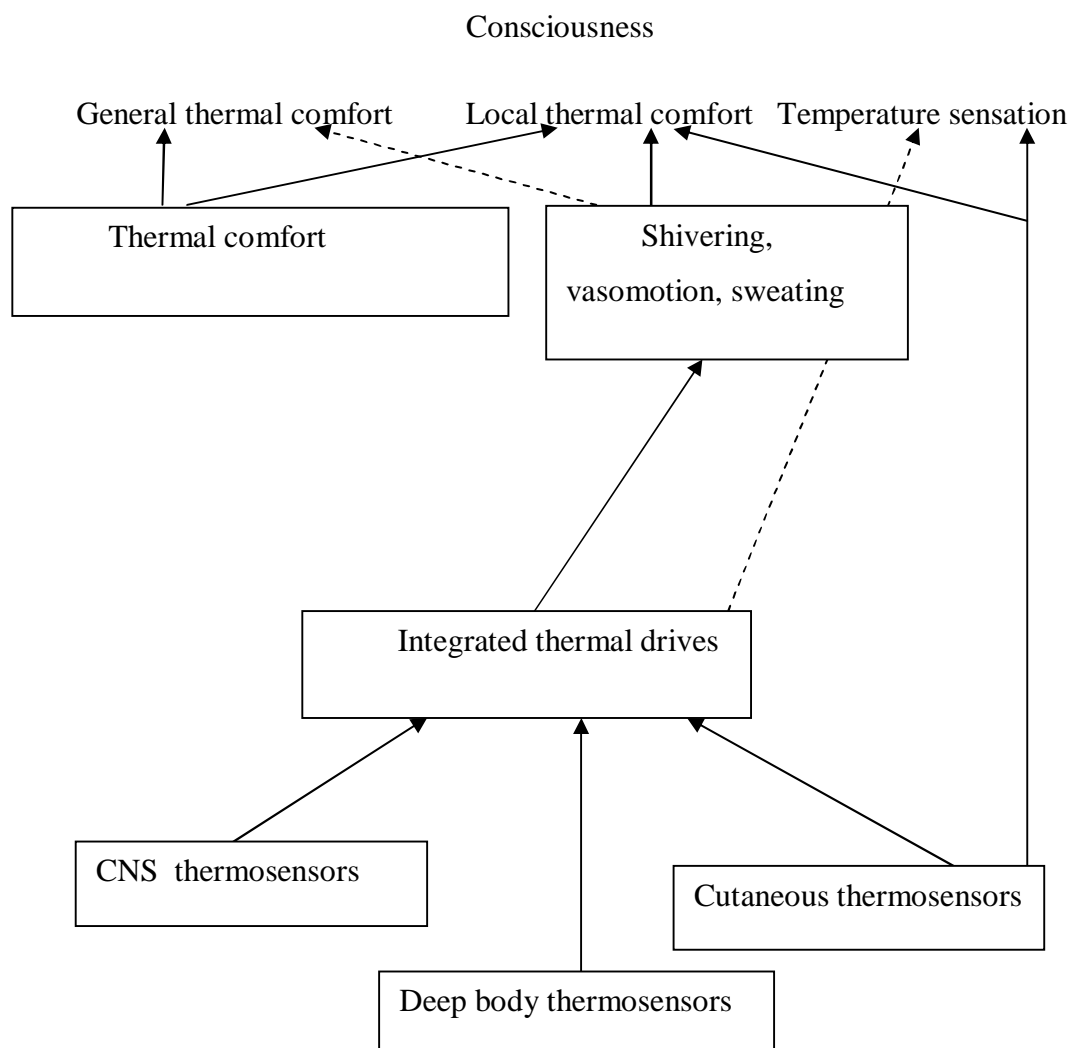 Consciousness
General thermal comfort
Local thermal comfort
Temperature sensation
Thermal comfort
Shivering,
vasomotion, sweating
Integrated thermal drives
CNS  thermosensors
Cutaneous thermosensors
Deep body thermosensors